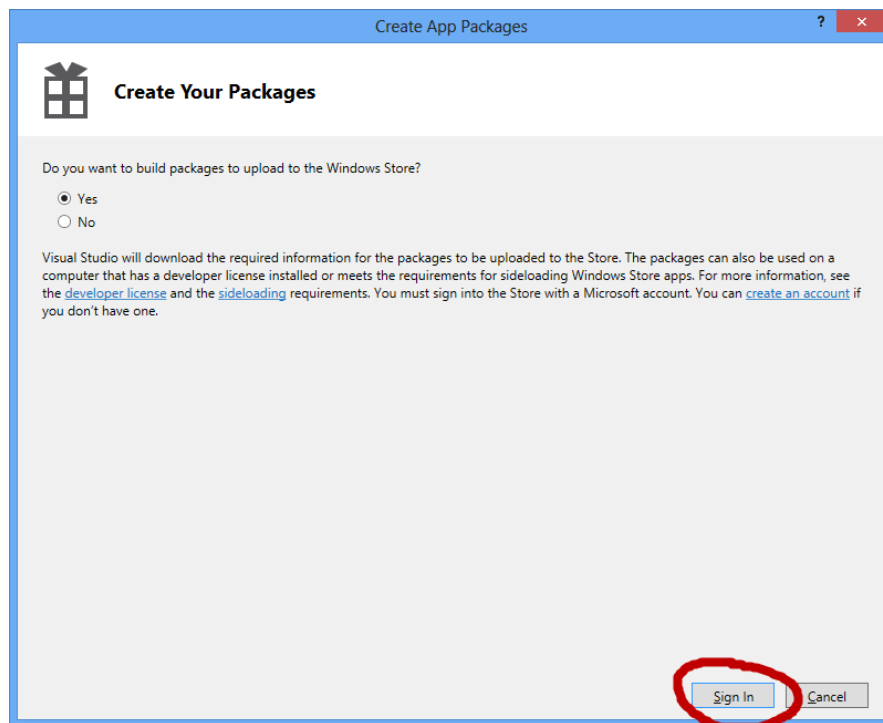 Create App Packages
?
Create Your Packages
Do you want to build packages to upload to the Windows Store?
Yes
No
Visual Studio will download the required information for the packages to be uploaded to the Store. The packages can also be used on a
computer that has a developer license installed or meets the requirements for sideloading Windows Store apps. For more information, see
the developer license and the sideloading requirements. You must sign into the Store with a Microsoft account. You can create an account if
you don't have one.
Sign In
Cancel